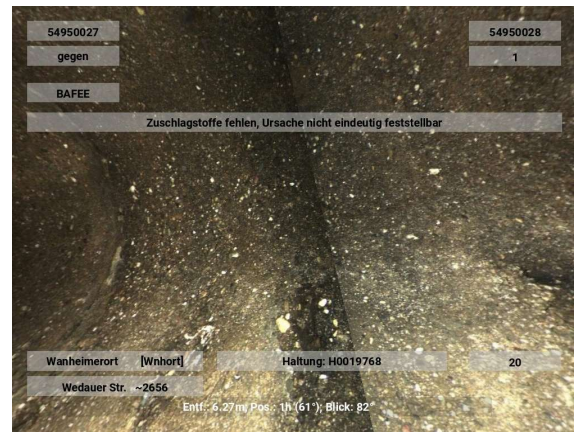 54950027 54950028
gegen 1
BAFEE
Zuschlagstoffe fehlen, Ursache nicht eindeutig feststellbar
Wanheimerort [Wnhort] Haltung: H0019768 20
Wedauer Str. ~2656
Entf.: 6.27m; Pos.: 1h (61°); Blick: 82°